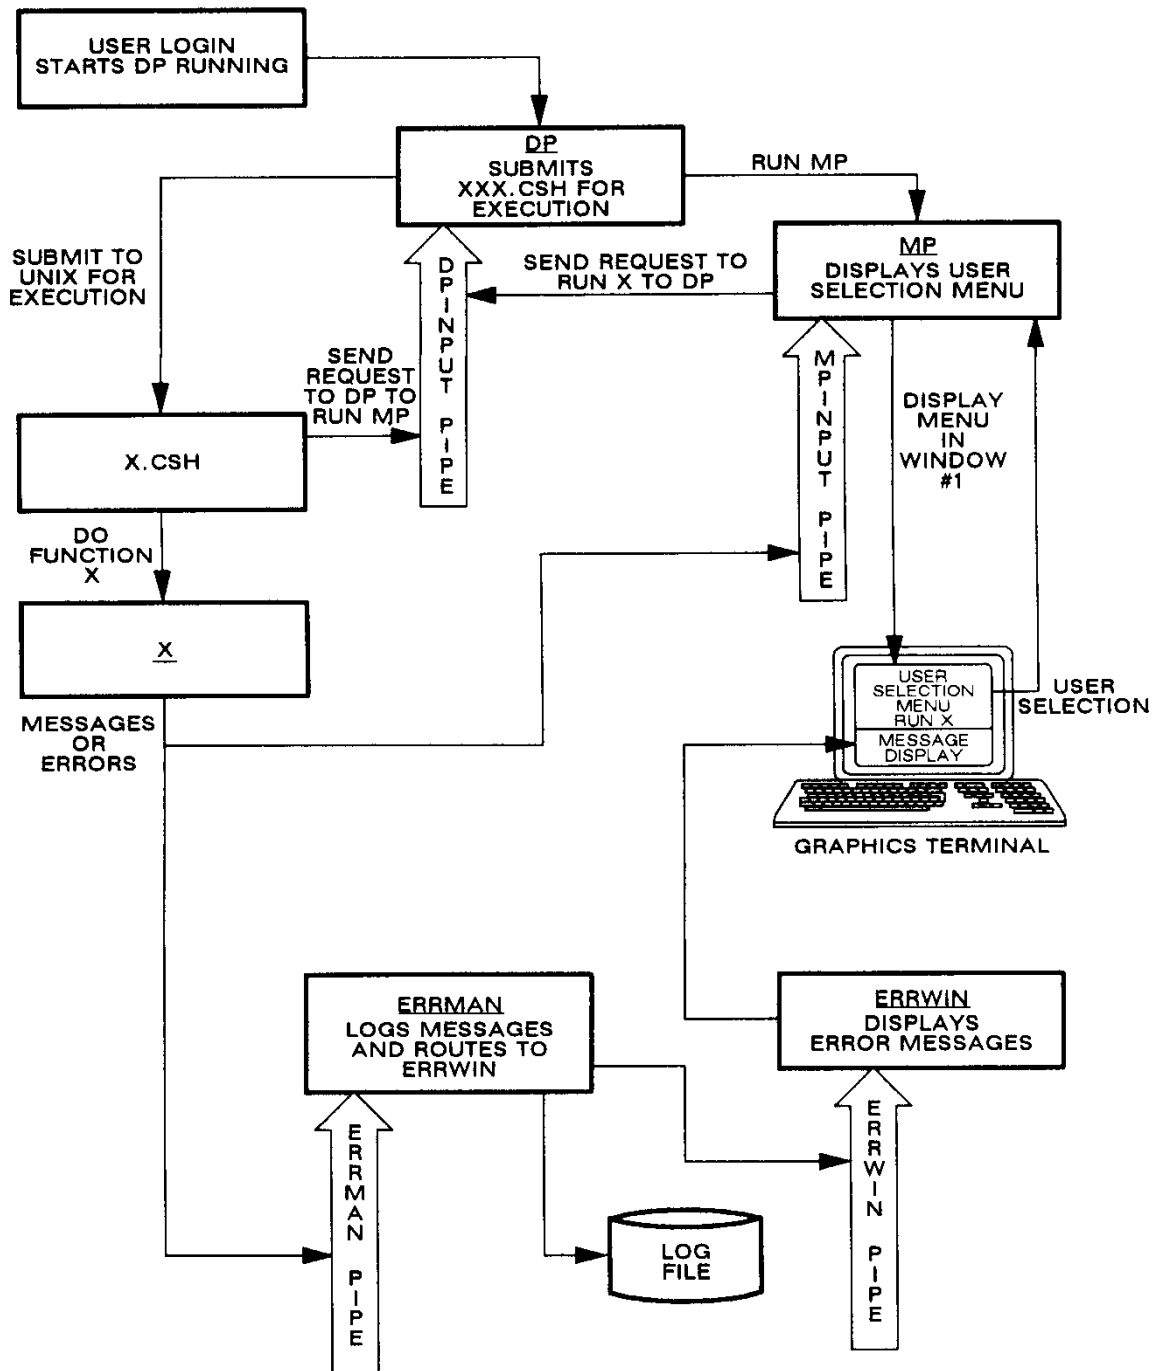 USER LOGIN
STARTS DP RUNNING
DP
SUBMITS
XXX.CSH FOR
EXECUTION
RUN MP
MP
DISPLAYS USER
SELECTION MENU
SUBMIT TO
UNIX FOR
EXECUTION
SEND REQUEST TO
RUN X TO DP
DPINPUT PIPE
SEND
REQUEST
TO DP TO
RUN MP
MPINPUT PIPE
DISPLAY
MENU
IN
WINDOW
#1
X.CSH
DO
FUNCTION
X
X
MESSAGES
OR
ERRORS
USER
SELECTION
MENU
RUN X
MESSAGE
DISPLAY
USER
SELECTION
GRAPHICS TERMINAL
ERRMAN
LOGS MESSAGES
AND ROUTES TO
ERRWIN
ERRWIN
DISPLAYS
ERROR MESSAGES
ERRMAN PIPE
ERRWIN PIPE
LOG
FILE